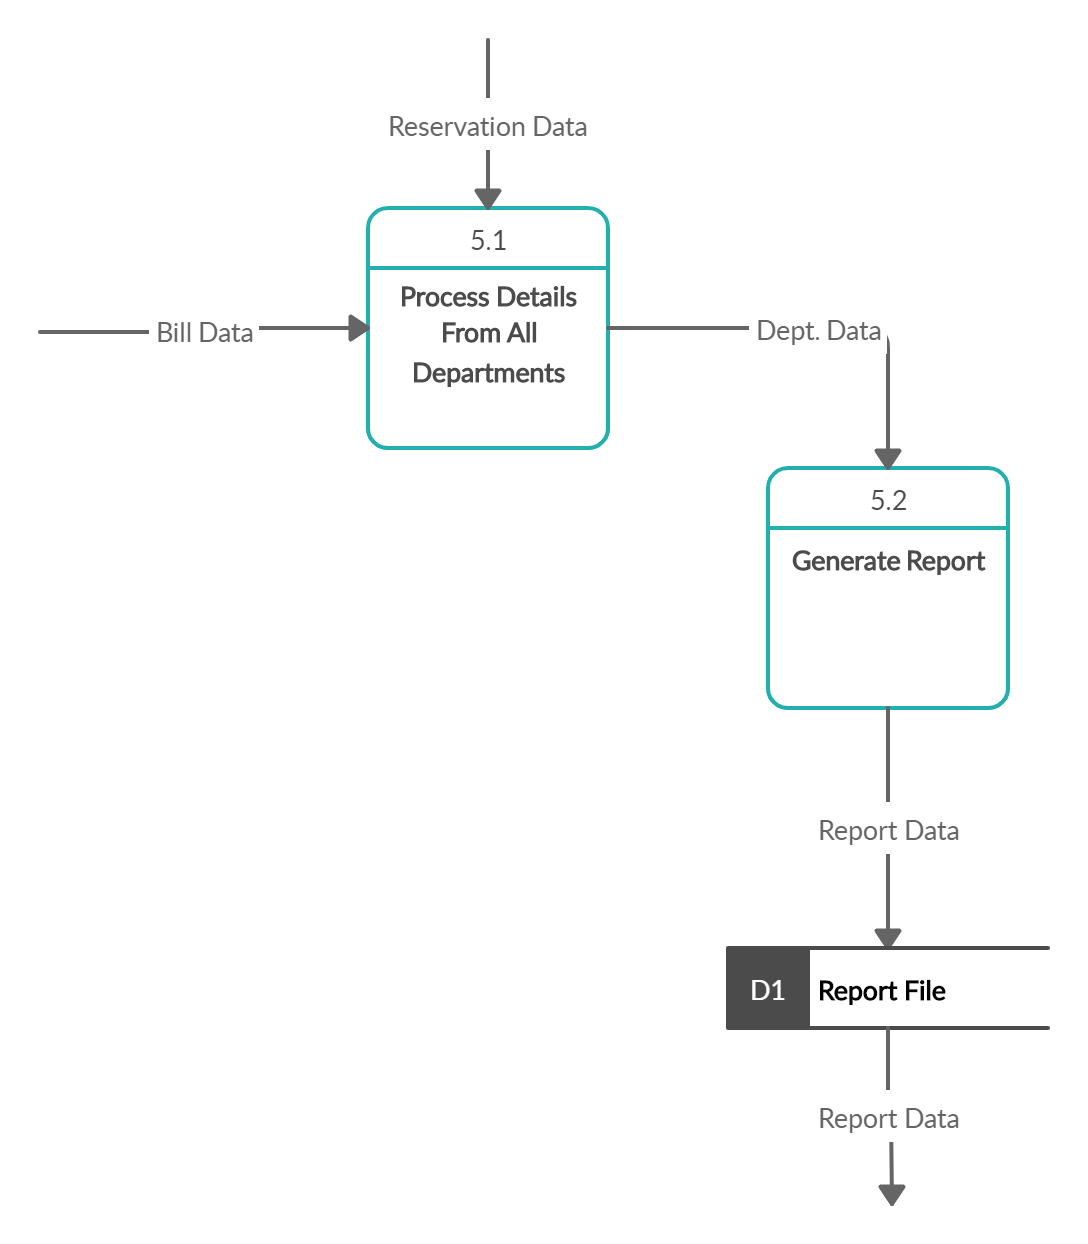 Reservation Data
5.1
Process Details
From All
Departments
Bill Data
Dept. Data
5.2
Generate Report
Report Data
D1
Report File
Report Data